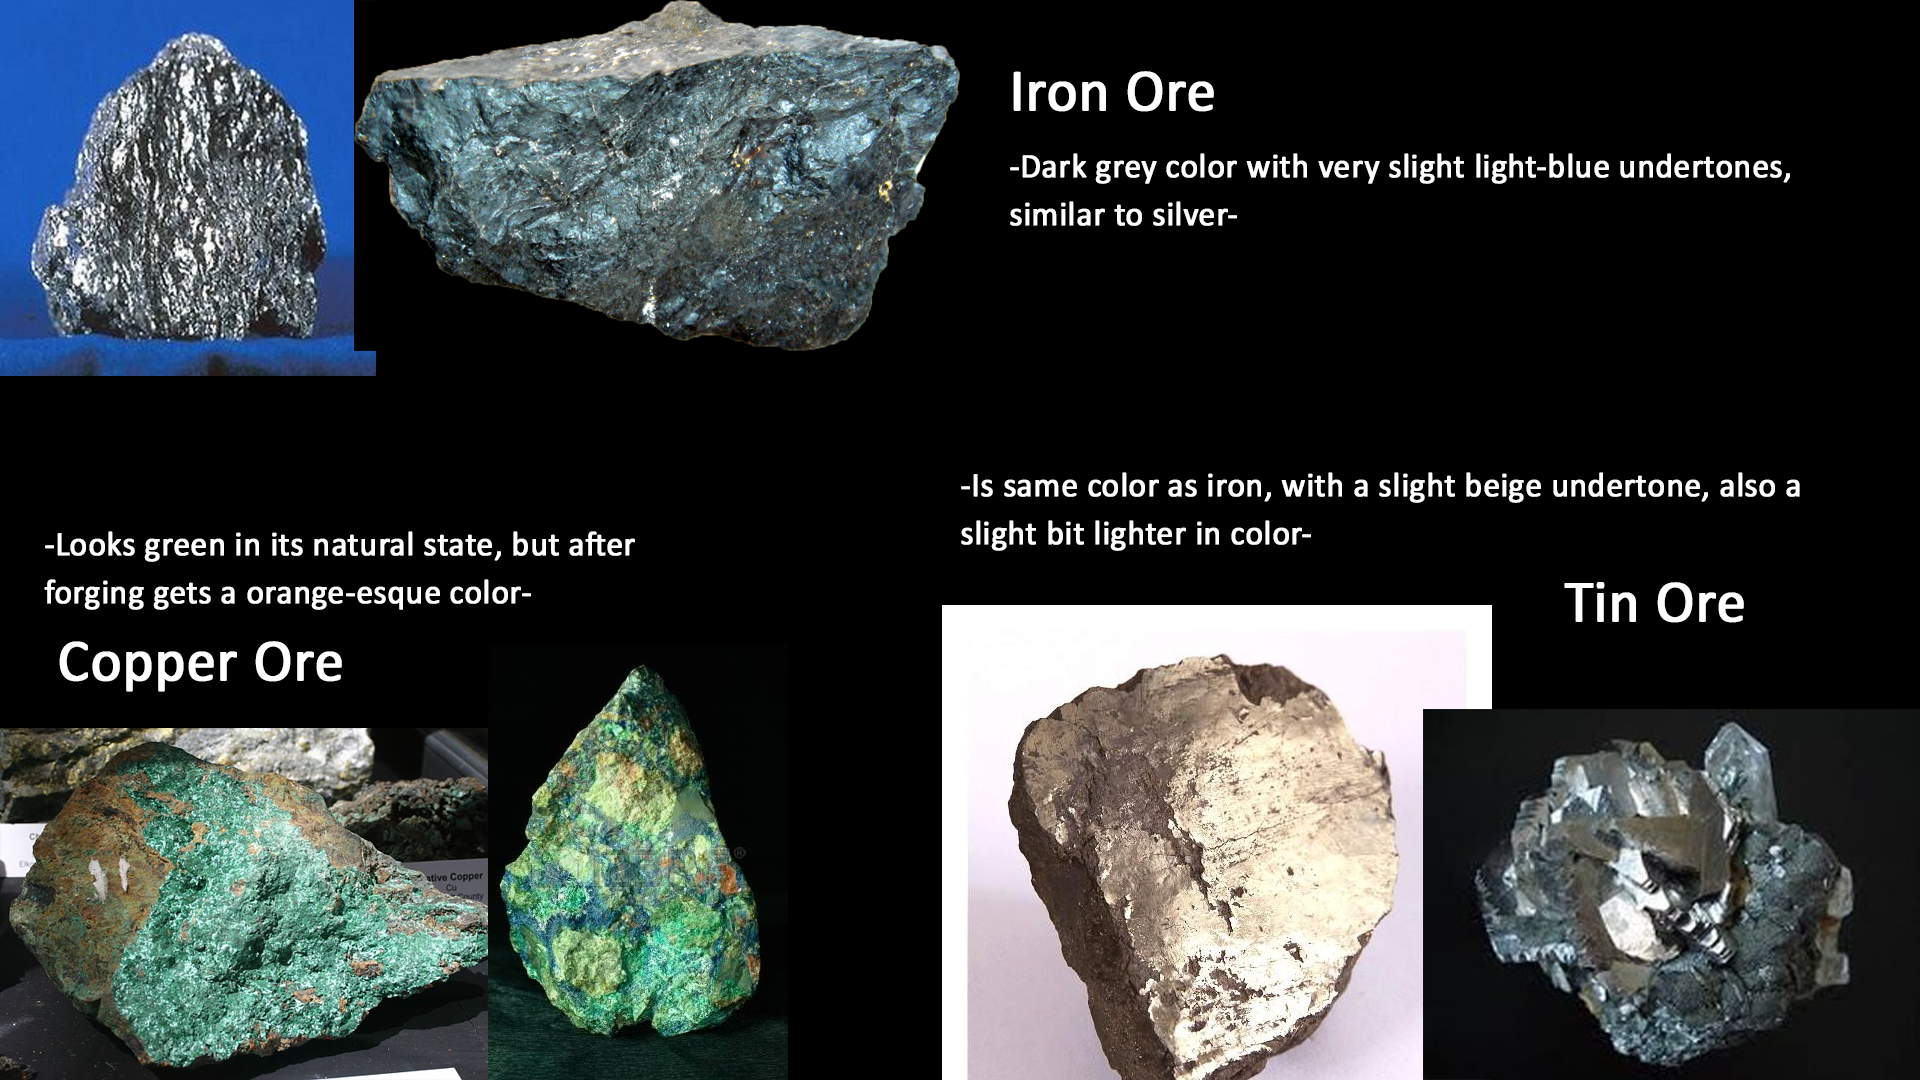 Iron Ore
-Dark grey color with very slight light-blue undertones,
similar to silver-
-Is same color as iron, with a slight beige undertone, also a
slight bit lighter in color-
Tin Ore
-Looks green in its natural state, but after
forging gets a orange-esque color-
Copper Ore
ative Copper
Cu
County